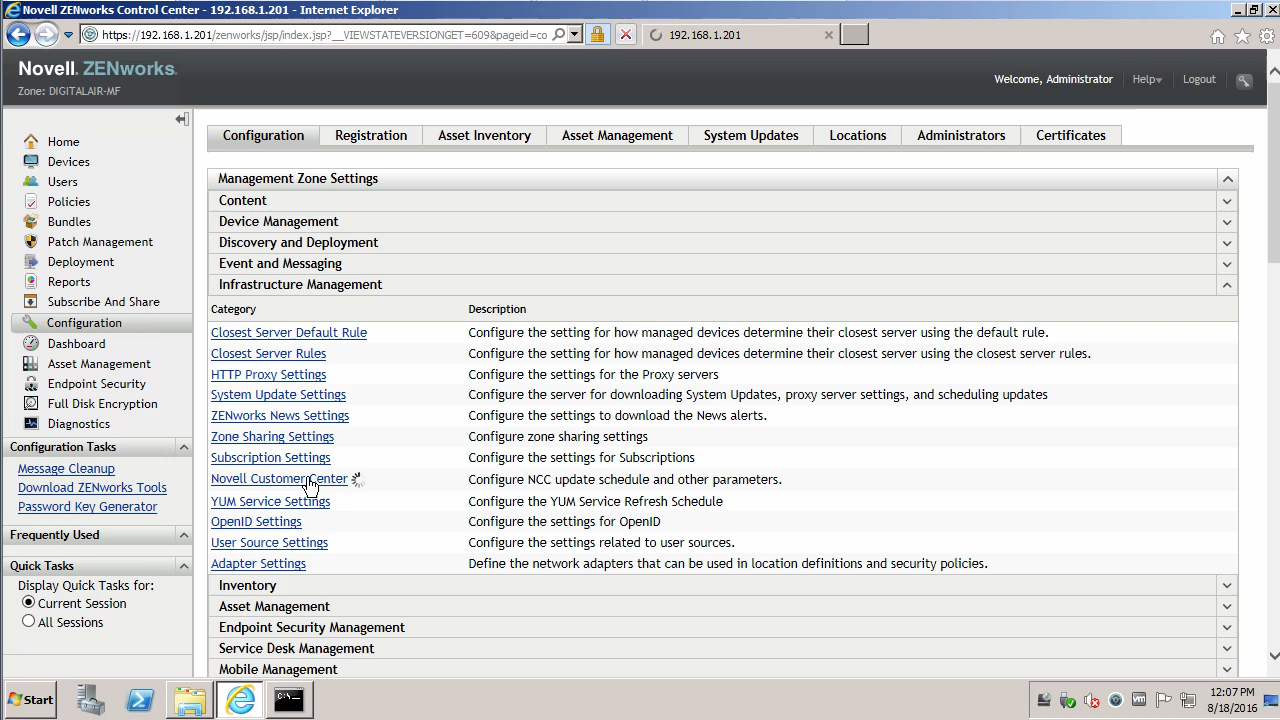 Novell ZENworks Control Center - 192.168.1.201 - Internet Explorer
https://192.168.1.201/zenworks/jsp/index.jsp?__VIEWSTATEVERSIONGET=609&pageid=co
192.168.1.201
Novell ZENworks
Zone: DIGITALAIR-MF
Welcome, Administrator
Help
Logout
Home
Devices
Users
Policies
Bundles
Patch Management
Deployment
Reports
Subscribe And Share
Configuration
Dashboard
Asset Management
Endpoint Security
Full Disk Encryption
Diagnostics
Configuration Tasks
Message Cleanup
Download ZENworks Tools
Password Key Generator
Frequently Used
Quick Tasks
Display Quick Tasks for:
Current Session
All Sessions
Configuration Registration Asset Inventory Asset Management System Updates Locations Administrators Certificates
Management Zone Settings
Content
Device Management
Discovery and Deployment
Event and Messaging
Infrastructure Management
Category Description
Closest Server Default Rule Configure the setting for how managed devices determine their closest server using the default rule.
Closest Server Rules Configure the setting for how managed devices determine their closest server using the closest server rules.
HTTP Proxy Settings Configure the settings for the Proxy servers
System Update Settings Configure the server for downloading System Updates, proxy server settings, and scheduling updates
ZENworks News Settings Configure the settings to download the News alerts.
Zone Sharing Settings Configure zone sharing settings
Subscription Settings Configure the settings for Subscriptions
Novell Customer Center Configure NCC update schedule and other parameters.
YUM Service Settings Configure the YUM Service Refresh Schedule
OpenID Settings Configure the settings for OpenID
User Source Settings Configure the settings related to user sources.
Adapter Settings Define the network adapters that can be used in location definitions and security policies.
Inventory
Asset Management
Endpoint Security Management
Service Desk Management
Mobile Management
Start
12:07 PM
8/18/2016